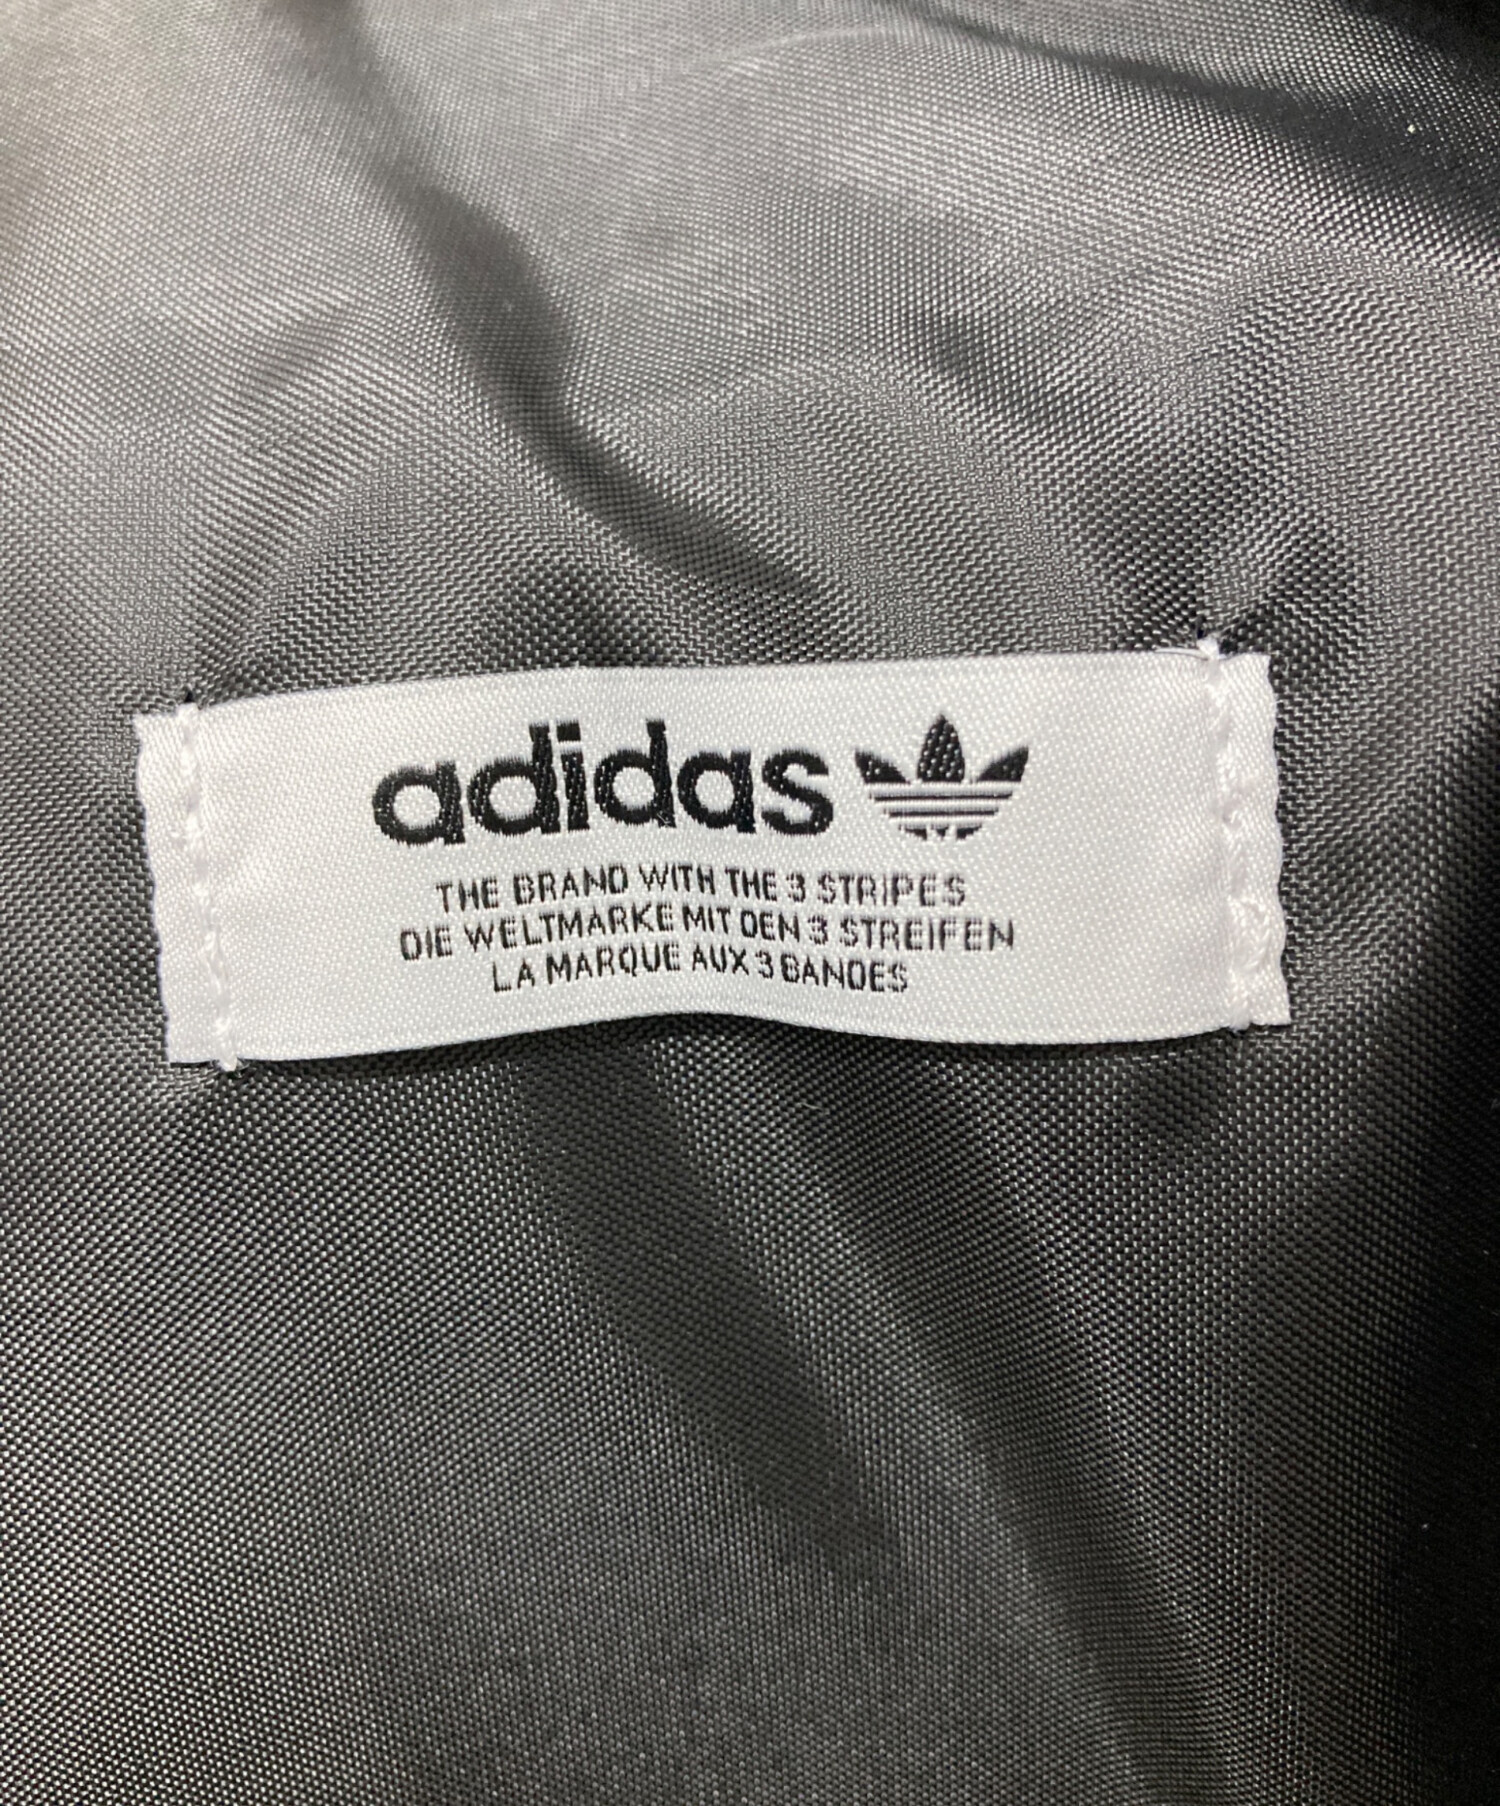 adidas
THE BRAND WITH THE 3 STRIPES
DIE WELTMARKE MIT DEN 3 STREIFEN
LA MARQUE AUX 3 BANDES